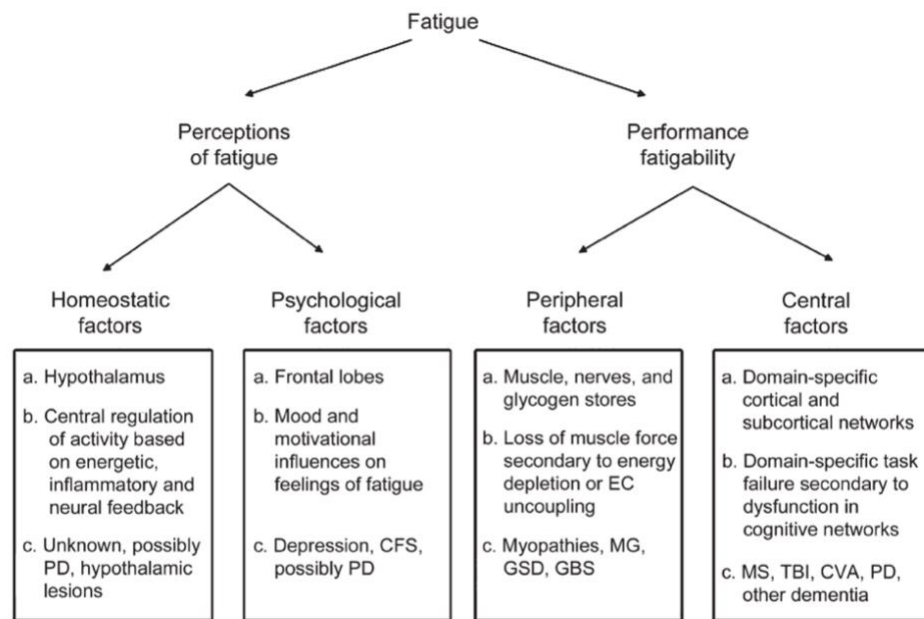 Fatigue
Perceptions
of fatigue
Performance
fatigability
Homeostatic
factors
a. Hypothalamus
b. Central regulation
of activity based
on energetic,
inflammatory and
neural feedback
c. Unknown, possibly
PD, hypothalamic
lesions
Psychological
factors
a. Frontal lobes
b. Mood and
motivational
influences on
feelings of fatigue
c. Depression, CFS,
possibly PD
Peripheral
factors
a. Muscle, nerves, and
glycogen stores
b. Loss of muscle force
secondary to energy
depletion or EC
uncoupling
c. Myopathies, MG,
GSD, GBS
Central
factors
a. Domain-specific
cortical and
subcortical networks
b. Domain-specific task
failure secondary to
dysfunction in
cognitive networks
c. MS, TBI, CVA, PD,
other dementia